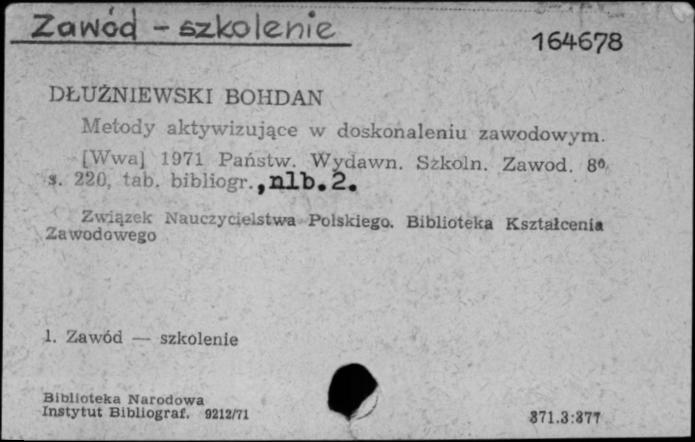 Zawód - szkolenie
164678
DŁUŻNIEWSKI BOHDAN
Metody aktywizujące w doskonaleniu zawodowym.
[Wwa] 1971 Państw. Wydawn. Szkoln. Zawod. 8⁰
s. 220, tab. bibliogr., nlb. 2.
Związek Nauczycielstwa Polskiego. Biblioteka Kształcenia
Zawodowego
1. Zawód — szkolenie
Biblioteka Narodowa
Instytut Bibliograf. 9212/71
371.3:377